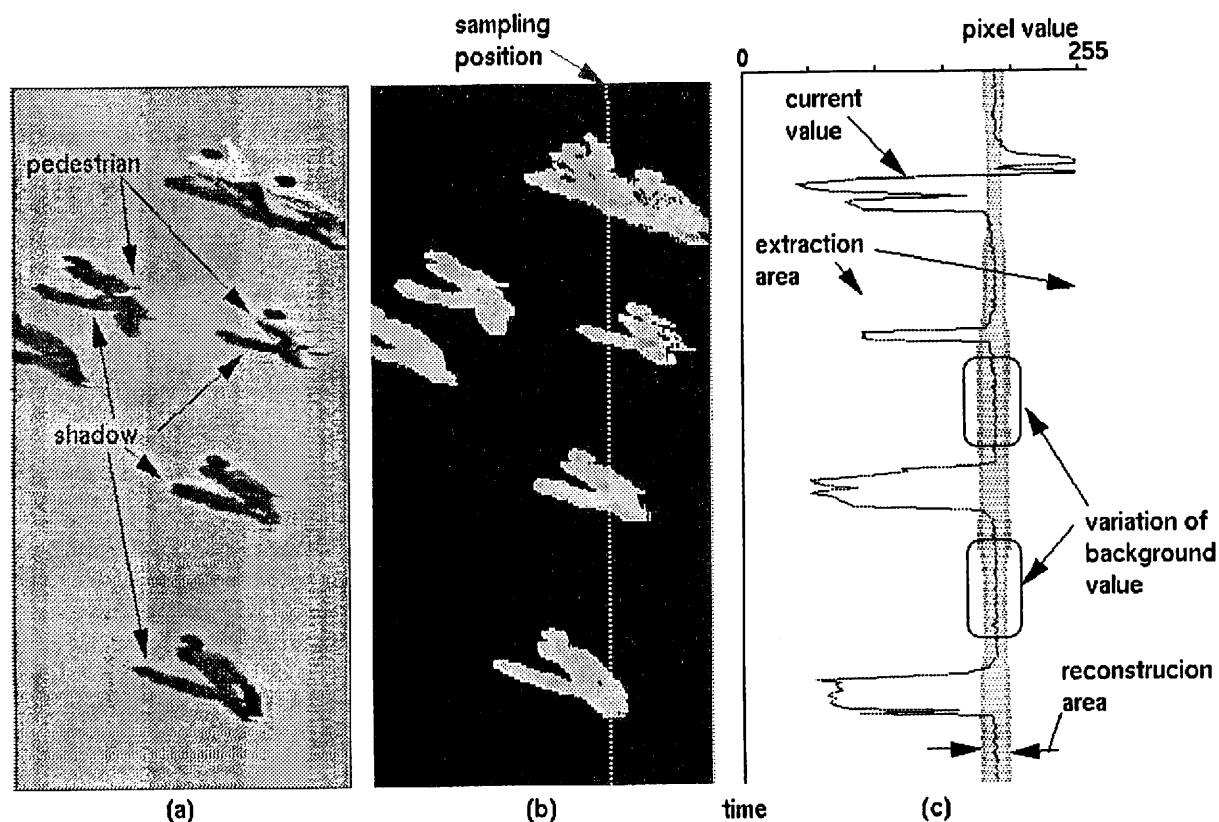 sampling
position
pixel value
0
255
current
value
pedestrian
extraction
area
shadow
variation of
background
value
reconstrucion
area
(a)
(b)
time
(c)